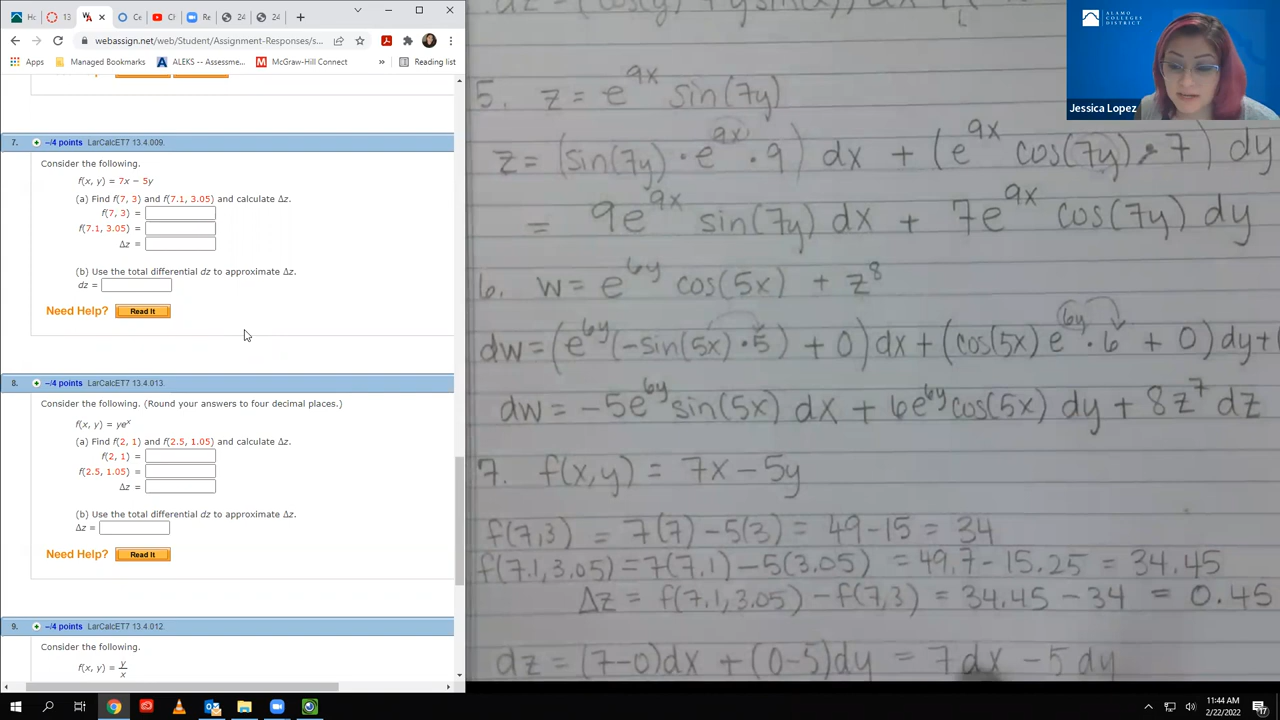 Ho
13
Ce
Yo
Re
24
24
webassign.net/web/Student/Assignment-Responses/s...
Apps Managed Bookmarks ALEKS -- Assessme... McGraw-Hill Connect Reading list
7. –/4 points LarCalcET7 13.4.009.
Consider the following.
f(x, y) = 7x − 5y
(a) Find f(7, 3) and f(7.1, 3.05) and calculate Δz.
f(7, 3) =
f(7.1, 3.05) =
Δz =
(b) Use the total differential dz to approximate Δz.
dz =
Need Help? Read It
8. –/4 points LarCalcET7 13.4.013.
Consider the following. (Round your answers to four decimal places.)
f(x, y) = yeˣ
(a) Find f(2, 1) and f(2.5, 1.05) and calculate Δz.
f(2, 1) =
f(2.5, 1.05) =
Δz =
(b) Use the total differential dz to approximate Δz.
Δz =
Need Help? Read It
9. –/4 points LarCalcET7 13.4.012.
Consider the following.
f(x, y) = y/x
5. z = e^9x sin(7y)
z = (sin(7y) · e^9x · 9) dx + (e^9x cos(7y) · 7) dy
= 9e^9x sin(7y) dx + 7e^9x cos(7y) dy
6. w = e^6y cos(5x) + z^8
dw = (e^6y(-sin(5x) · 5) + 0) dx + (cos(5x) e^6y · 6 + 0) dy + (
dw = -5e^6y sin(5x) dx + 6e^6y cos(5x) dy + 8z^7 dz
7. f(x,y) = 7x - 5y
f(7,3) = 7(7) - 5(3) = 49 - 15 = 34
f(7.1, 3.05) = 7(7.1) - 5(3.05) = 49.7 - 15.25 = 34.45
Δz = f(7.1, 3.05) - f(7,3) = 34.45 - 34 = 0.45
dz = (7-0)dx + (0-5)dy = 7dx - 5dy
ALAMO
COLLEGES
DISTRICT
Jessica Lopez
11:44 AM
2/22/2022
17